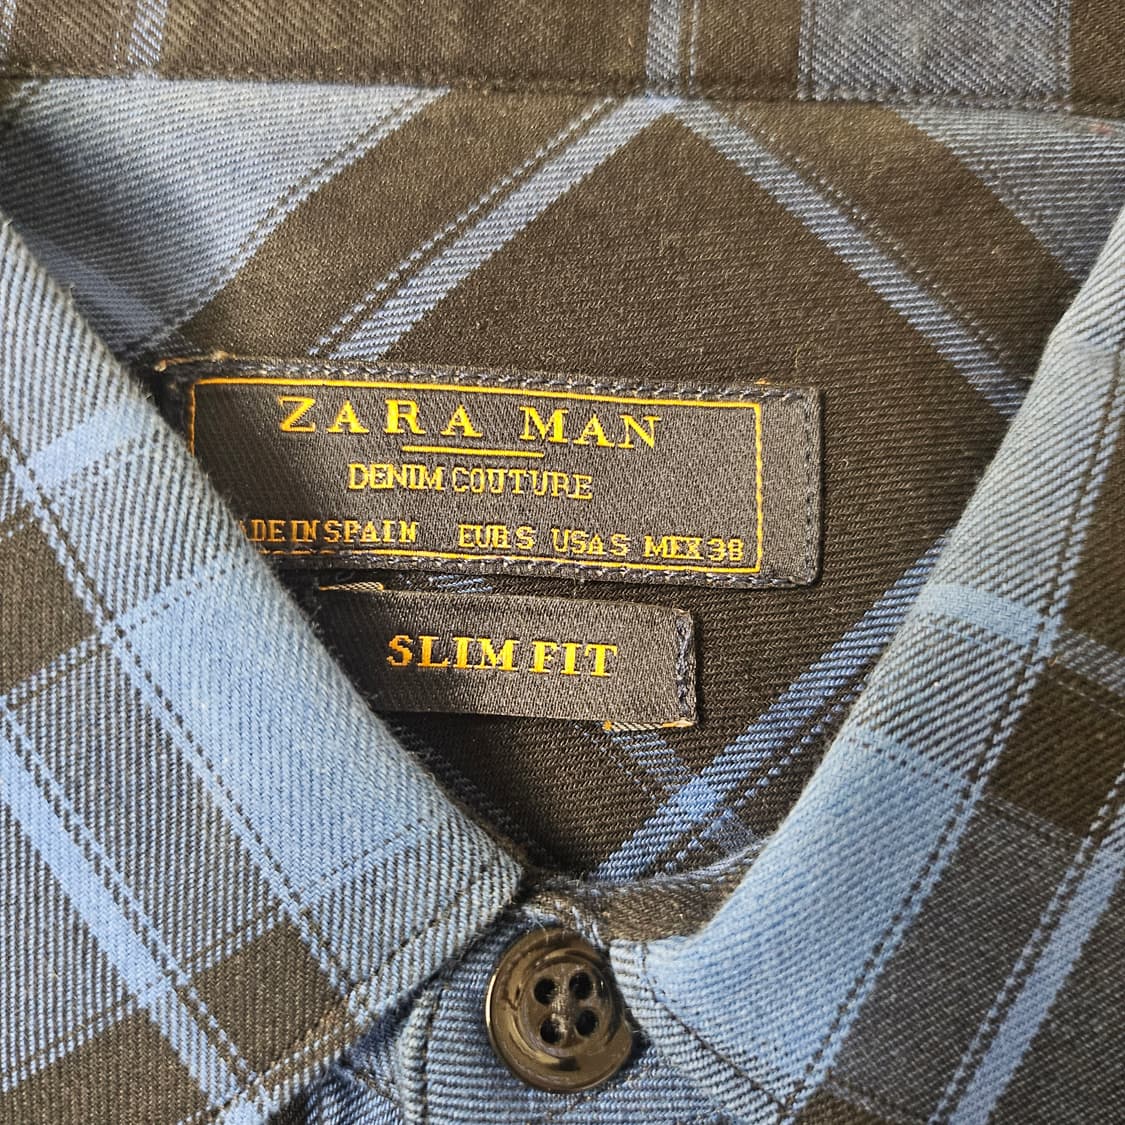 ZARA MAN
DENIM COUTURE
ADE IN SPAIN EUR S USA S MEX 38
SLIM FIT